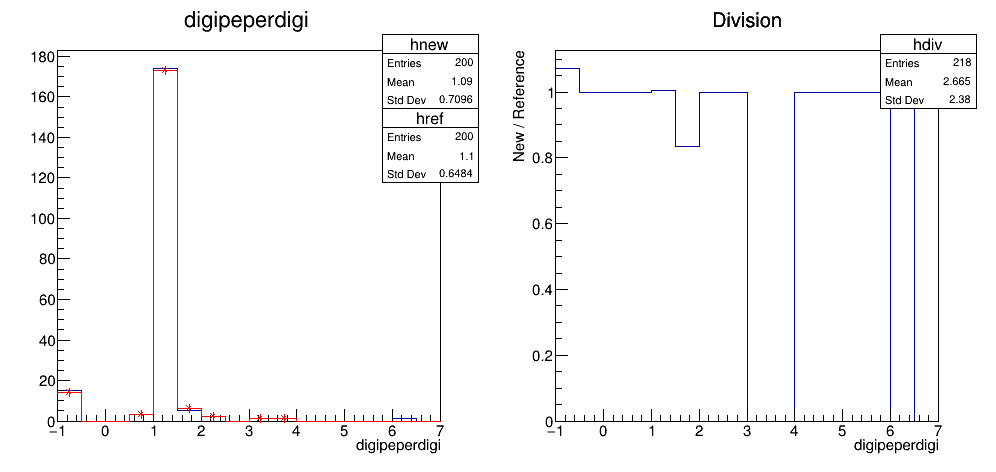 digipeperdigi
hnew
Entries 200
Mean 1.09
Std Dev 0.7096
href
Entries 200
Mean 1.1
Std Dev 0.6484
180
160
140
120
100
80
60
40
20
0
−1 0 1 2 3 4 5 6 7
digipeperdigi
Division
hdiv
Entries 218
Mean 2.665
Std Dev 2.38
New / Reference
1
0.8
0.6
0.4
0.2
0
−1 0 1 2 3 4 5 6 7
digipeperdigi